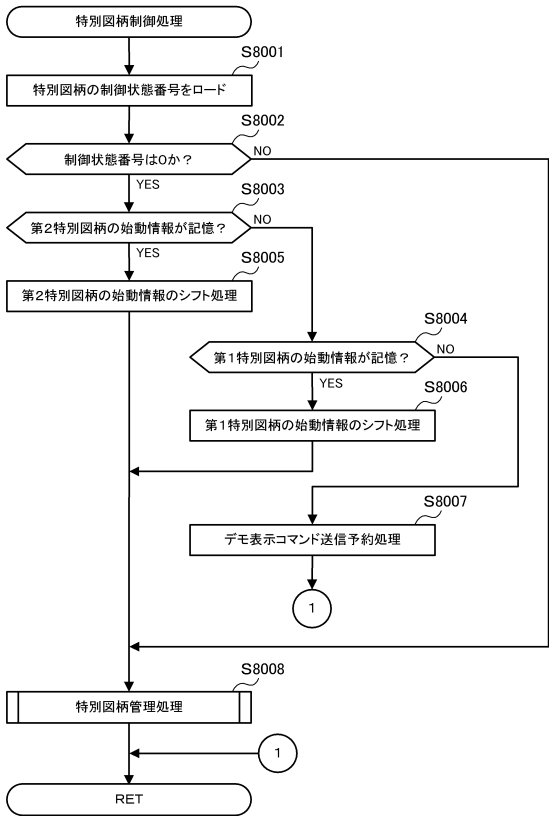 特別図柄制御処理
S8001
特別図柄の制御状態番号をロード
S8002
制御状態番号は0か？
NO
YES
S8003
第2特別図柄の始動情報が記憶？
NO
YES
S8005
第2特別図柄の始動情報のシフト処理
S8004
第1特別図柄の始動情報が記憶？
NO
YES
S8006
第1特別図柄の始動情報のシフト処理
S8007
デモ表示コマンド送信予約処理
1
S8008
特別図柄管理処理
1
RET